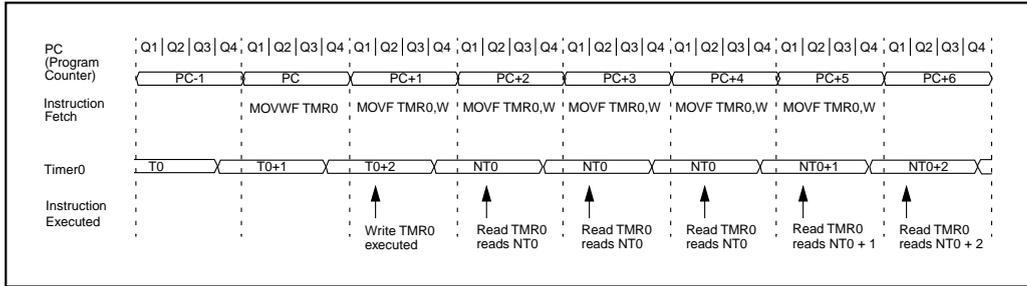 Q1 Q2 Q3 Q4 Q1 Q2 Q3 Q4 Q1 Q2 Q3 Q4 Q1 Q2 Q3 Q4 Q1 Q2 Q3 Q4 Q1 Q2 Q3 Q4 Q1 Q2 Q3 Q4 Q1 Q2 Q3 Q4
PC
(Program
Counter)
PC-1 PC PC+1 PC+2 PC+3 PC+4 PC+5 PC+6
Instruction
Fetch
MOVWF TMR0 MOVF TMR0,W MOVF TMR0,W MOVF TMR0,W MOVF TMR0,W MOVF TMR0,W
Timer0
T0 T0+1 T0+2 NT0 NT0 NT0 NT0+1 NT0+2
Instruction
Executed
Write TMR0
executed
Read TMR0
reads NT0
Read TMR0
reads NT0
Read TMR0
reads NT0
Read TMR0
reads NT0 + 1
Read TMR0
reads NT0 + 2